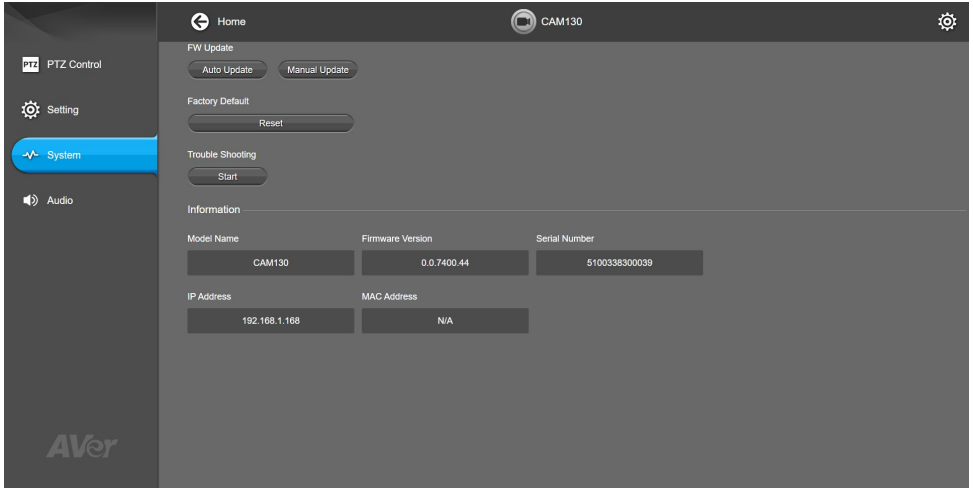 Home
CAM130
PTZ PTZ Control
Setting
System
Audio
AVer
FW Update
Auto Update Manual Update
Factory Default
Reset
Trouble Shooting
Start
Information
Model Name Firmware Version Serial Number
CAM130 0.0.7400.44 5100338300039
IP Address MAC Address
192.168.1.168 N/A